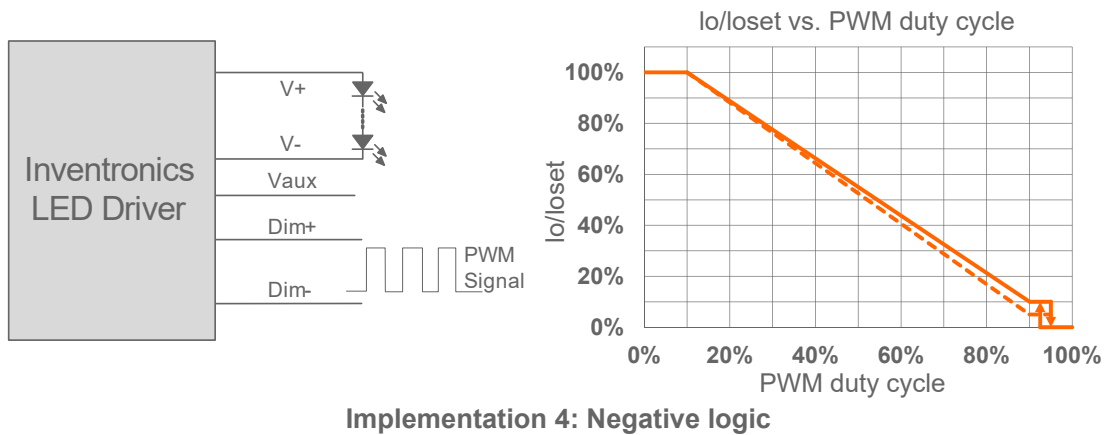 Io/Ioset vs. PWM duty cycle
V+
V-
Inventronics
LED Driver
Vaux
Dim+
PWM
Signal
Dim-
Io/Ioset
100%
80%
60%
40%
20%
0%
0% 20% 40% 60% 80% 100%
PWM duty cycle
Implementation 4: Negative logic